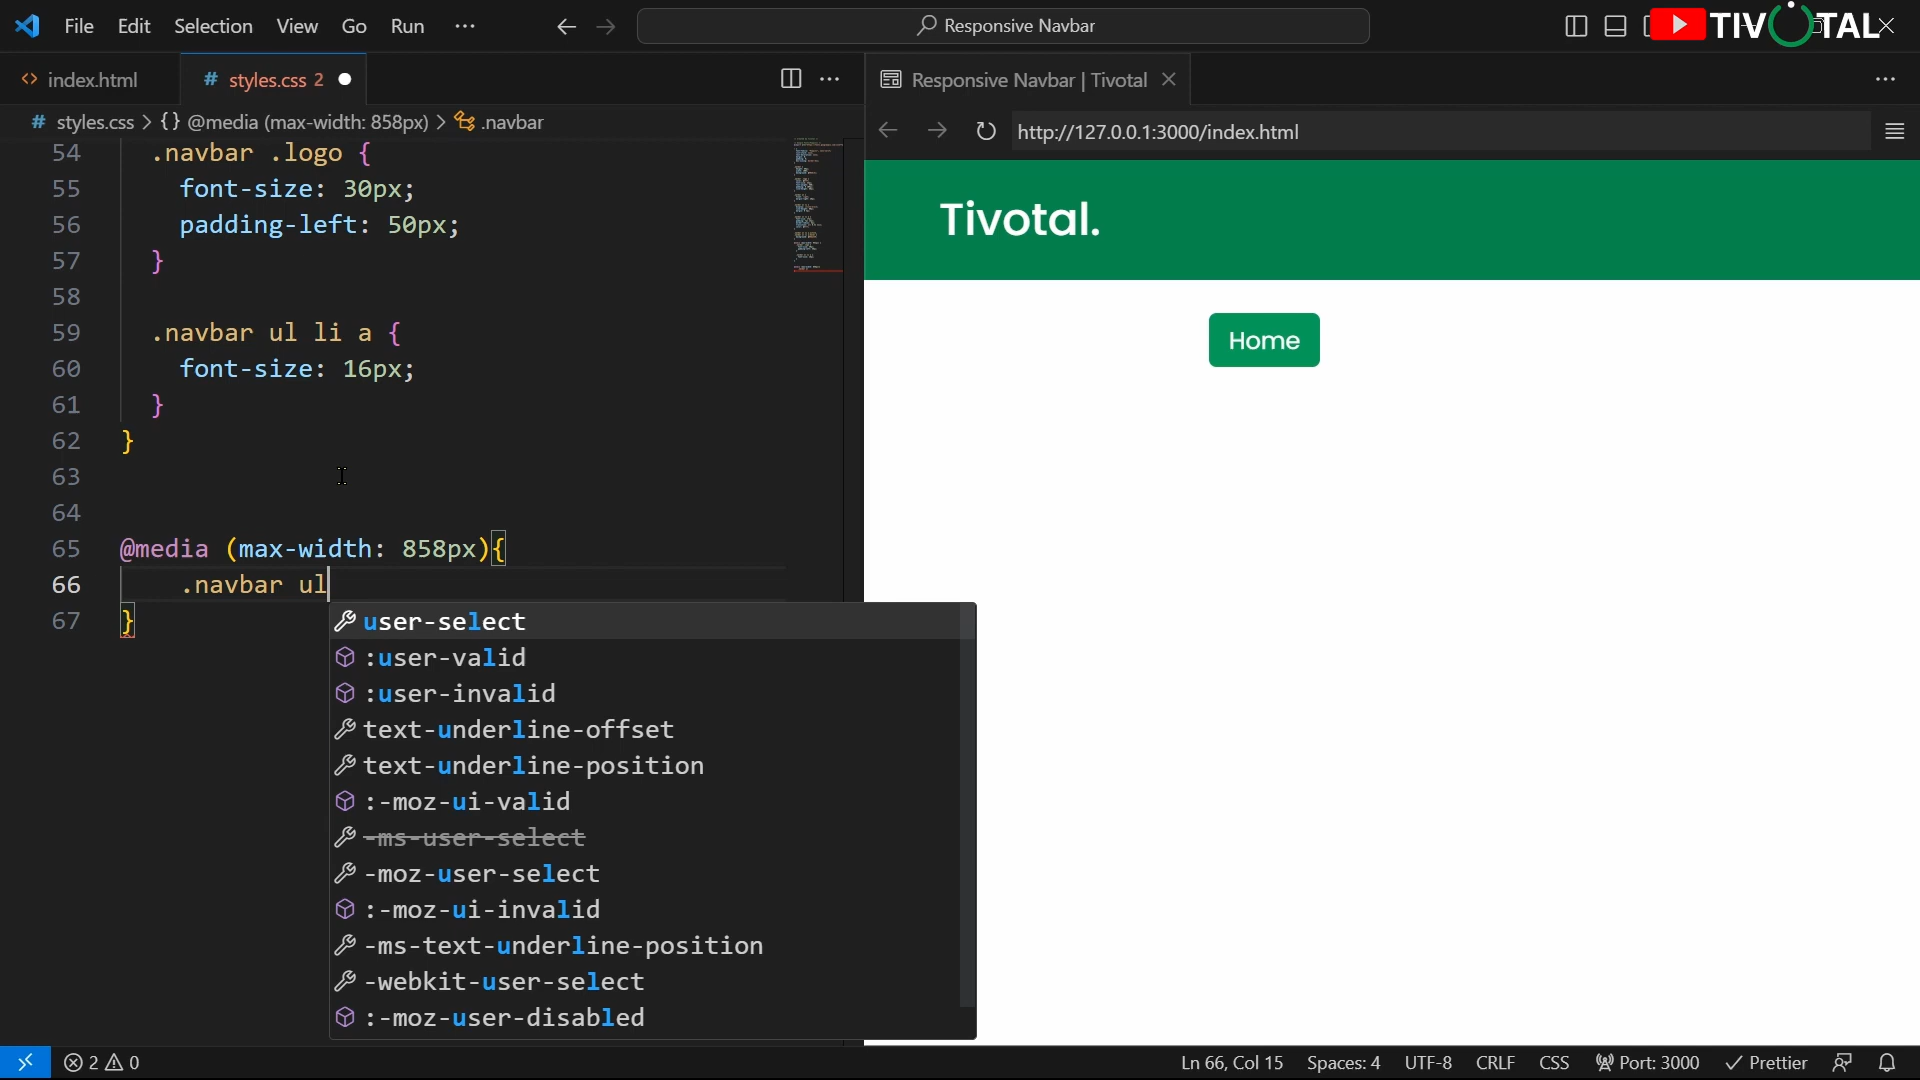 File Edit Selection View Go Run ... Responsive Navbar TIVOTAL
index.html # styles.css 2
Responsive Navbar | Tivotal
# styles.css > {} @media (max-width: 858px) > .navbar
http://127.0.0.1:3000/index.html
54 .navbar .logo {
55 font-size: 30px;
56 padding-left: 50px;
57 }
58
59 .navbar ul li a {
60 font-size: 16px;
61 }
62 }
63
64
65 @media (max-width: 858px){
66 .navbar ul
67 }
user-select
:user-valid
:user-invalid
text-underline-offset
text-underline-position
:-moz-ui-valid
-ms-user-select
-moz-user-select
:-moz-ui-invalid
-ms-text-underline-position
-webkit-user-select
:-moz-user-disabled
Tivotal.
Home
2 0 Ln 66, Col 15 Spaces: 4 UTF-8 CRLF CSS Port: 3000 Prettier